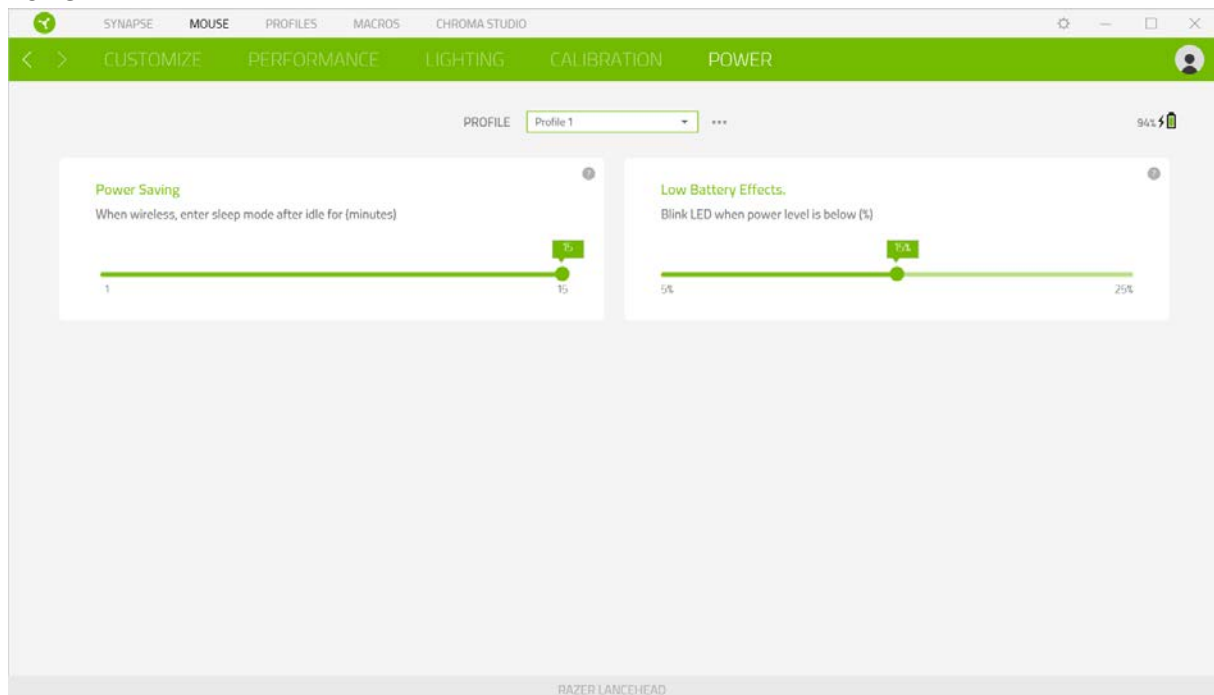 SYNAPSE MOUSE PROFILES MACROS CHROMA STUDIO
CUSTOMIZE PERFORMANCE LIGHTING CALIBRATION POWER
PROFILE Profile 1 94%
Power Saving
When wireless, enter sleep mode after idle for (minutes)
15
1 15
Low Battery Effects.
Blink LED when power level is below (%)
15%
5% 25%
RAZER LANCEHEAD